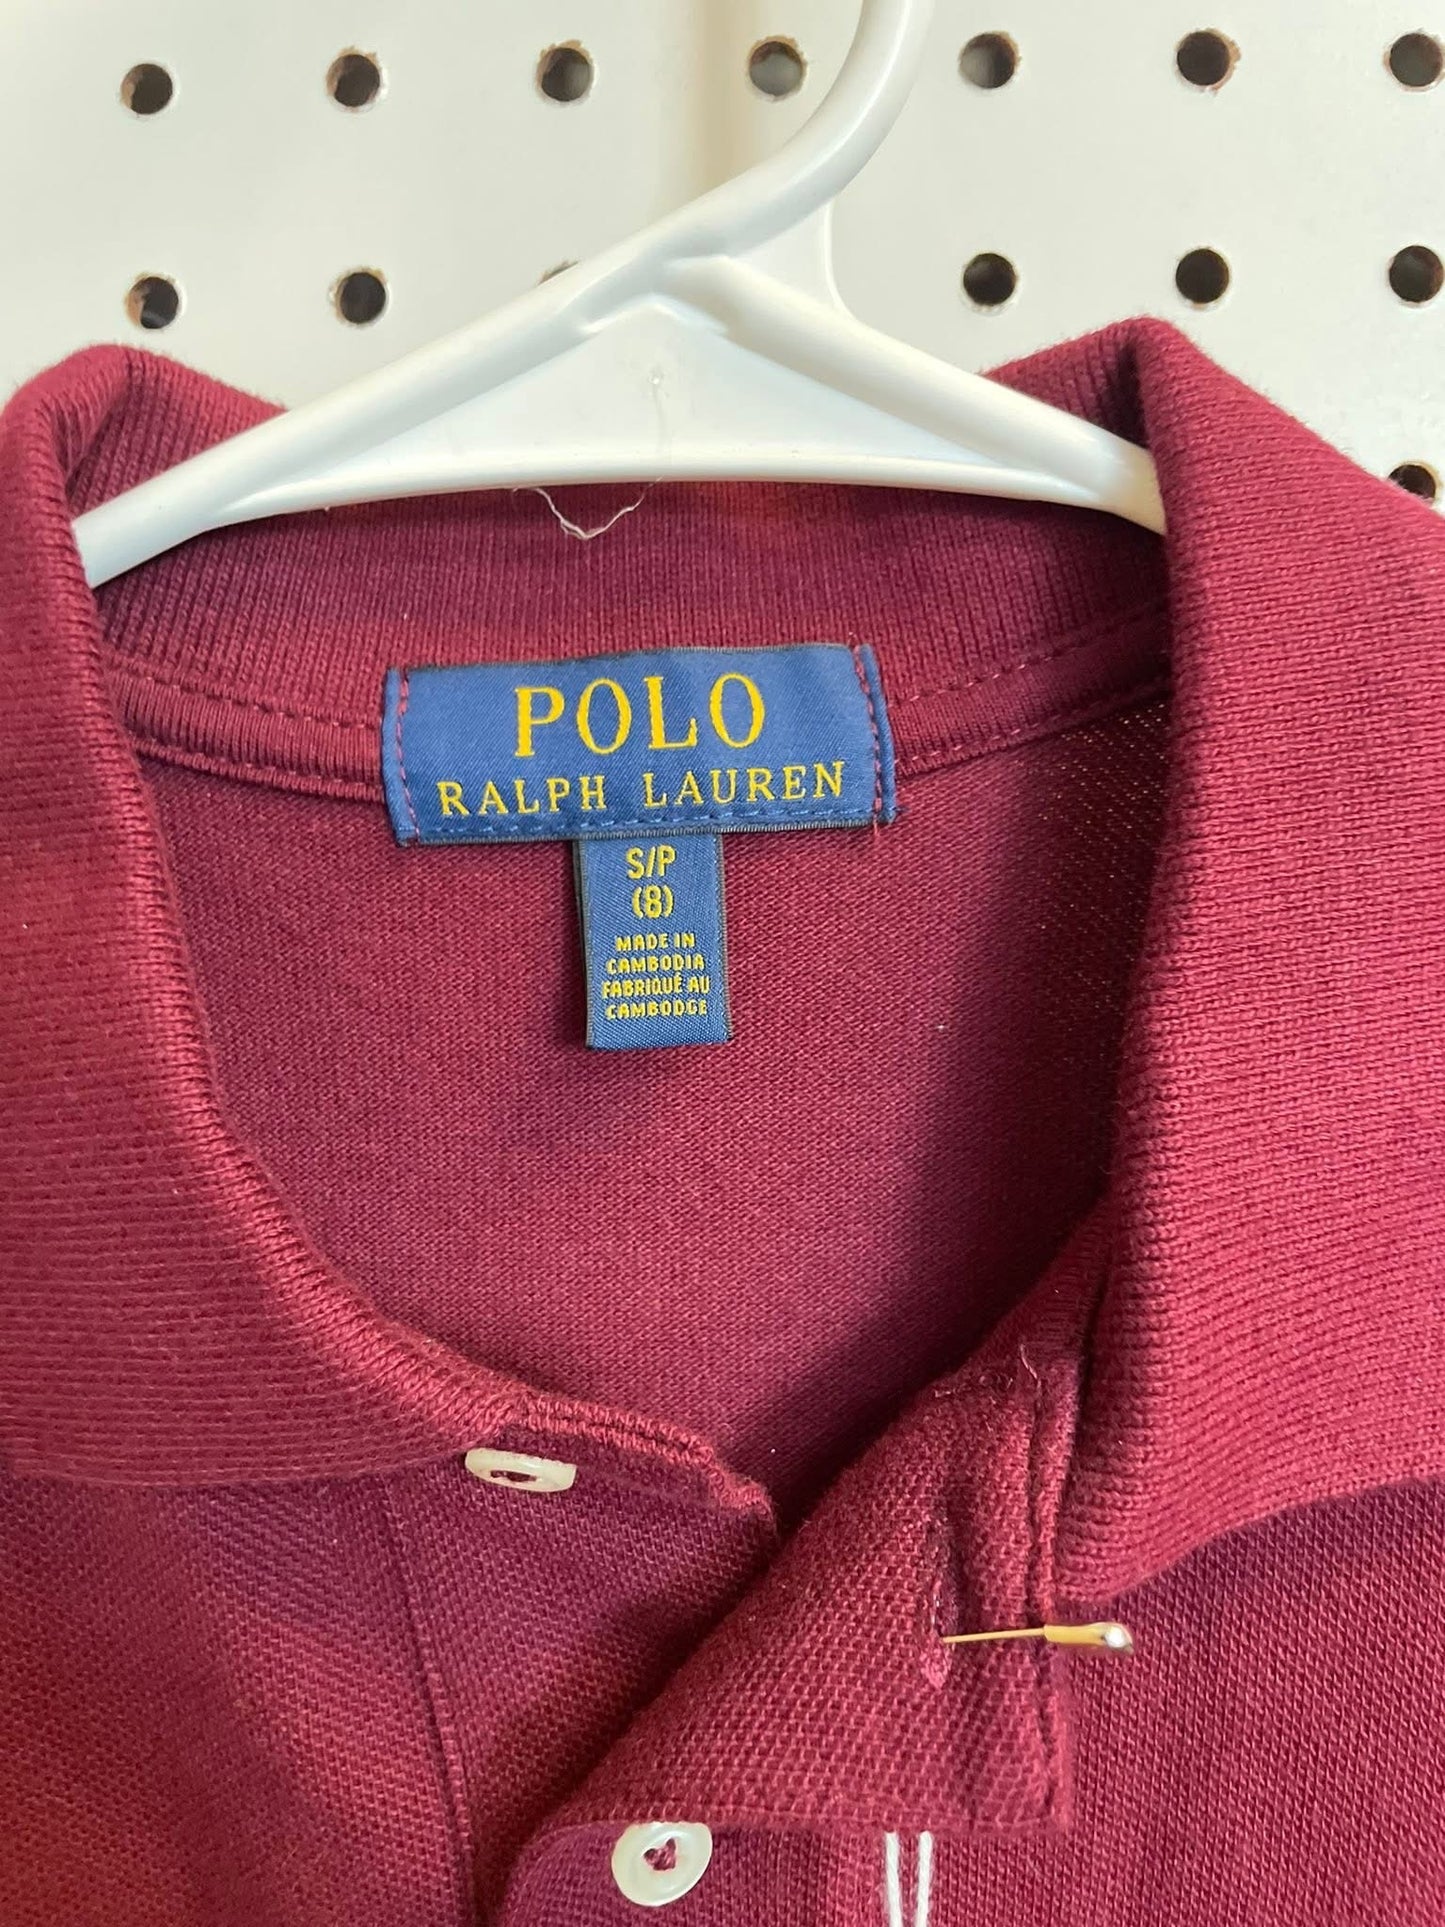 POLO
RALPH LAUREN
S/P
(8)
MADE IN
CAMBODIA
FABRIQUÉ AU
CAMBODGE